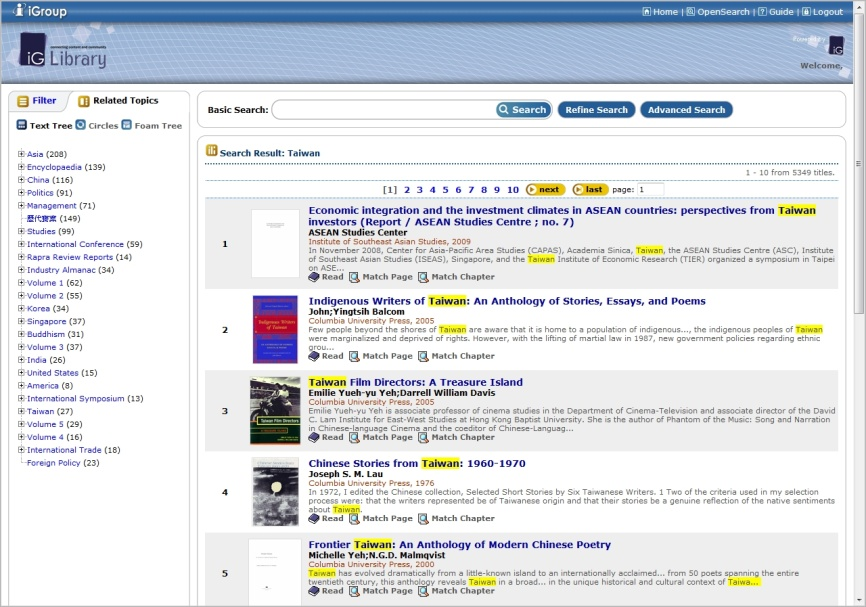 iGroup
Home | OpenSearch | Guide | Logout
iG Library
connecting content and community
Powered by iG
Welcome,
Filter
Related Topics
Text Tree Circles Foam Tree
Asia (208)
Encyclopaedia (139)
China (116)
Politics (91)
Management (71)
歷代寶案 (149)
Studies (99)
International Conference (59)
Rapra Review Reports (14)
Industry Almanac (34)
Volume 1 (62)
Volume 2 (55)
Korea (34)
Singapore (37)
Buddhism (31)
Volume 3 (37)
India (26)
United States (15)
America (8)
International Symposium (13)
Taiwan (27)
Volume 5 (29)
Volume 4 (16)
International Trade (18)
Foreign Policy (23)
Basic Search: Search Refine Search Advanced Search
Search Result: Taiwan
1 - 10 from 5349 titles.
[1] 2 3 4 5 6 7 8 9 10 next last page: 1
1
Economic integration and the investment climates in ASEAN countries: perspectives from Taiwan
investors (Report / ASEAN Studies Centre ; no. 7)
ASEAN Studies Center
Institute of Southeast Asian Studies, 2009
In November 2008, Center for Asia-Pacific Area Studies (CAPAS), Academia Sinica, Taiwan, the ASEAN Studies Centre (ASC), Institute
of Southeast Asian Studies (ISEAS), Singapore, and the Taiwan Institute of Economic Research (TIER) organized a symposium in Taipei
on ASE...
Read Match Page Match Chapter
2
Indigenous Writers of Taiwan
Indigenous Writers of Taiwan: An Anthology of Stories, Essays, and Poems
John;Yingtsih Balcom
Columbia University Press, 2005
Few people beyond the shores of Taiwan are aware that it is home to a population of indigenous..., the indigenous peoples of Taiwan
were marginalized and deprived of rights. However, with the lifting of martial law in 1987, new government policies regarding ethnic
grou...
Read Match Page Match Chapter
3
Taiwan Film Directors
Taiwan Film Directors: A Treasure Island
Emilie Yueh-yu Yeh;Darrell William Davis
Columbia University Press, 2005
Emilie Yueh-yu Yeh is associate professor of cinema studies in the Department of Cinema-Television and associate director of the David
C. Lam Institute for East-West Studies at Hong Kong Baptist University. She is the author of Phantom of the Music: Song and Narration
in Chinese-language Cinema and the coeditor of Chinese-Languag...
Read Match Page Match Chapter
4
Chinese Stories from Taiwan: 1960-1970
Joseph S. M. Lau
Columbia University Press, 1976
In 1972, I edited the Chinese collection, Selected Short Stories by Six Taiwanese Writers. 1 Two of the criteria used in my selection
process were: that the writers represented be of Taiwanese origin and that their stories be a genuine reflection of the native sentiments
about Taiwan.
Read Match Page Match Chapter
5
Frontier Taiwan: An Anthology of Modern Chinese Poetry
Michelle Yeh;N.G.D. Malmqvist
Columbia University Press, 2000
Taiwan has evolved dramatically from a little-known island to an internationally acclaimed... from 50 poets spanning the entire
twentieth century, this anthology reveals Taiwan in a broad... in the unique historical and cultural context of Taiwa...
Read Match Page Match Chapter